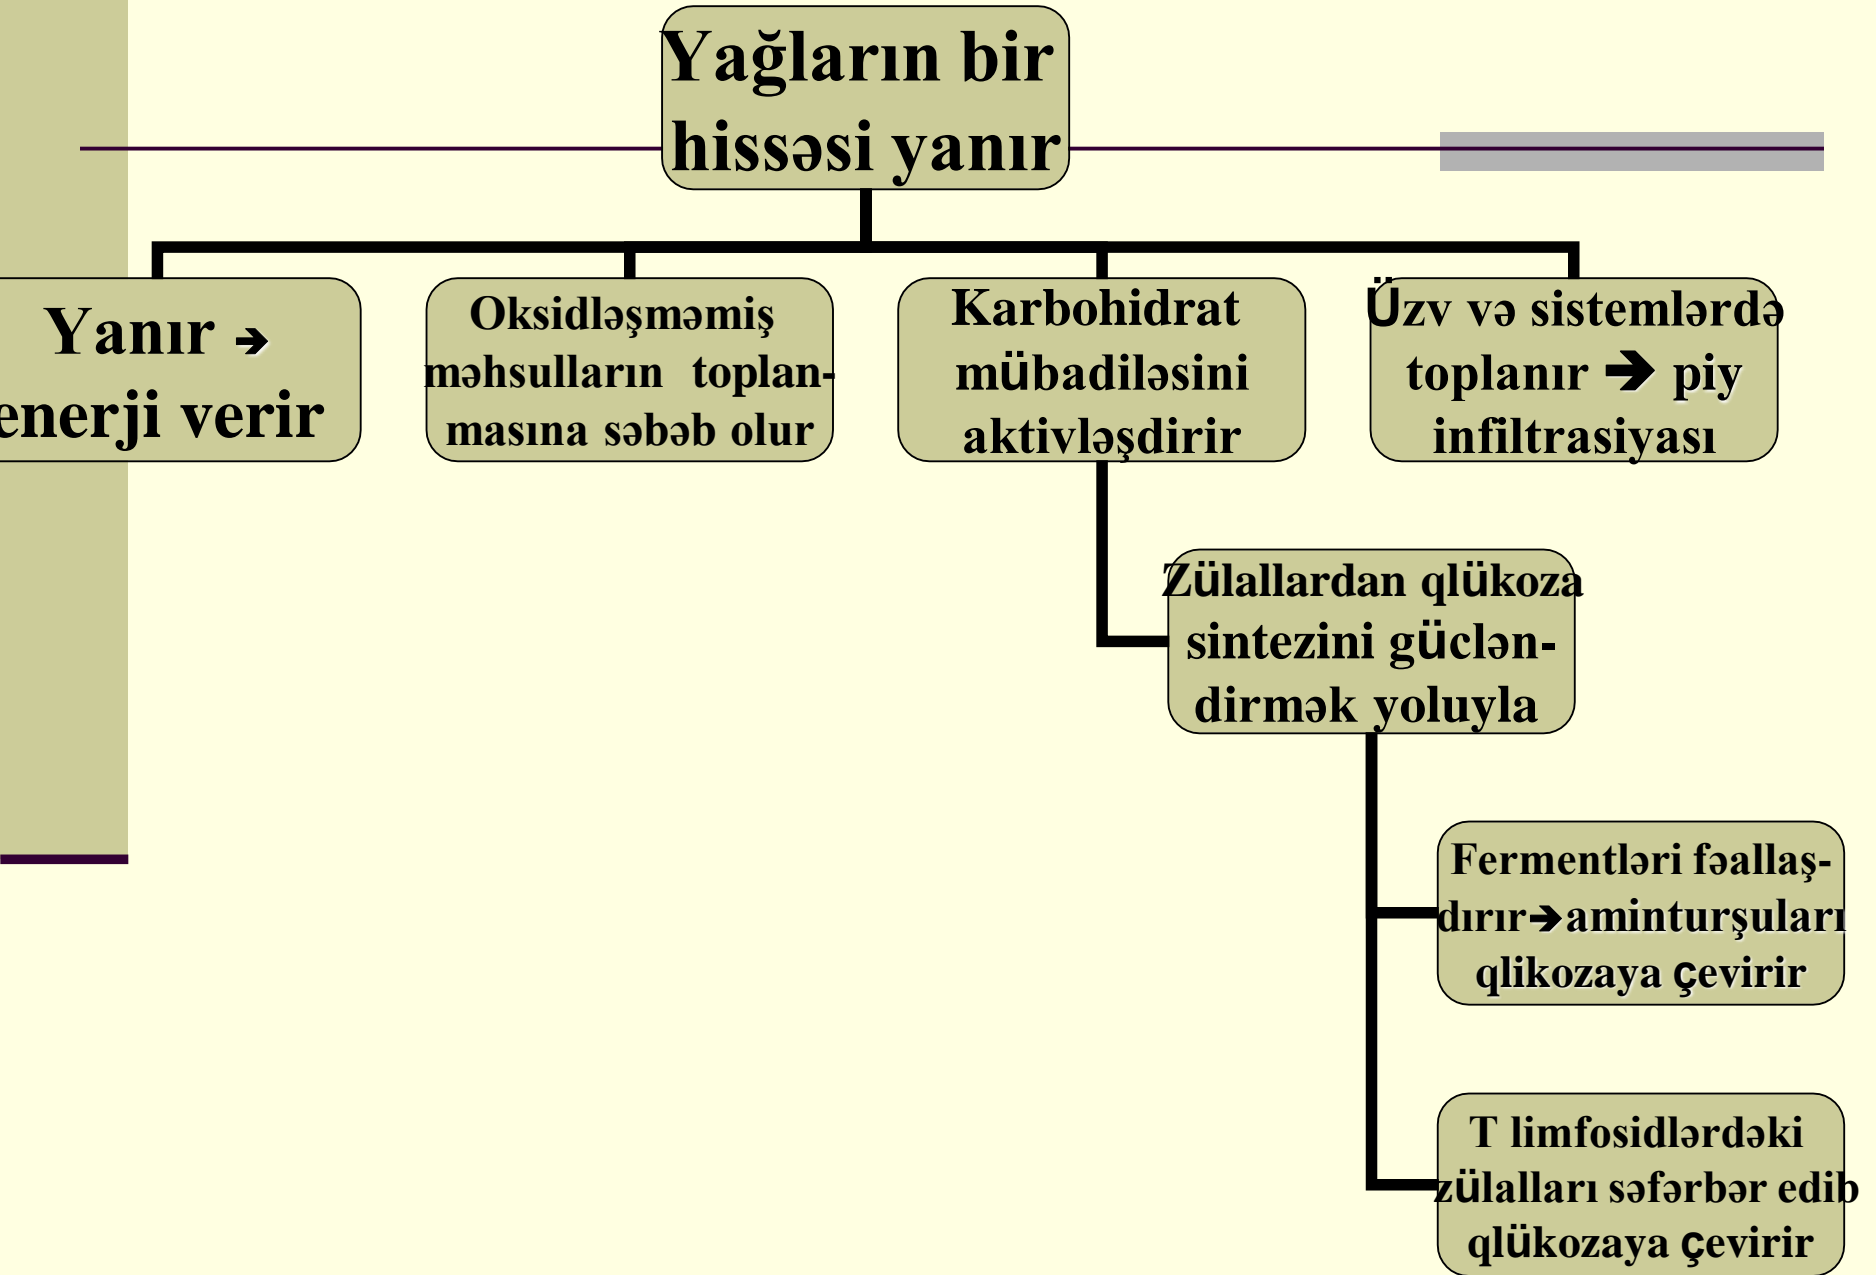 Yağların bir
hissəsi yanır
Yanır ➔
enerji verir
Oksidləşməmiş
məhsulların toplan-
masına səbəb olur
Karbohidrat
mübadiləsini
aktivləşdirir
Üzv və sistemlərdə
toplanır ➔ piy
infiltrasiyası
Zülallardan qlükoza
sintezini güclən-
dirmək yoluyla
Fermentləri fəallaş-
dırır➔aminturşuları
qlikozaya çevirir
T limfosidlərdəki
zülalları səfərbər edib
qlükozaya çevirir